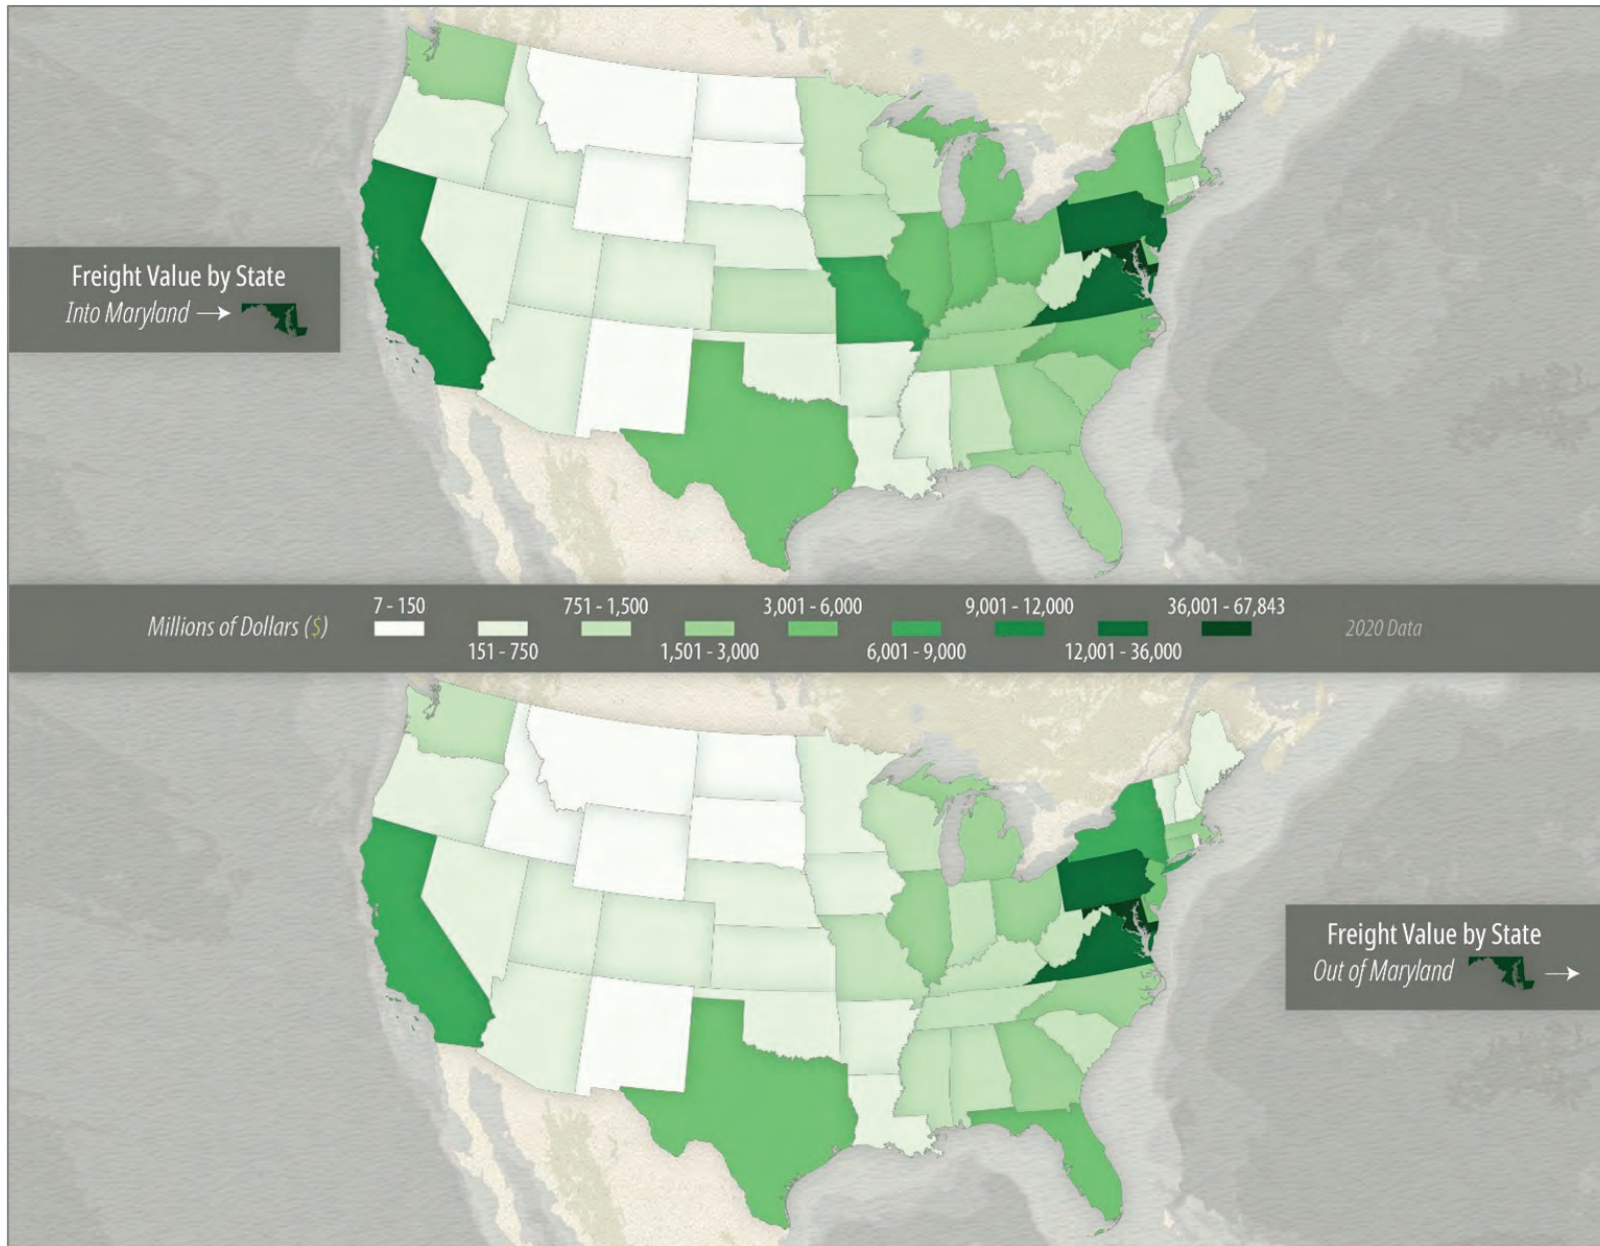 Freight Value by State
Into Maryland
7 - 150
751 - 1,500
3,001 - 6,000
9,001 - 12,000
36,001 - 67,843
Millions of Dollars ($)
2020 Data
151 - 750
1,501 - 3,000
6,001 - 9,000
12,001 - 36,000
Freight Value by State
Out of Maryland